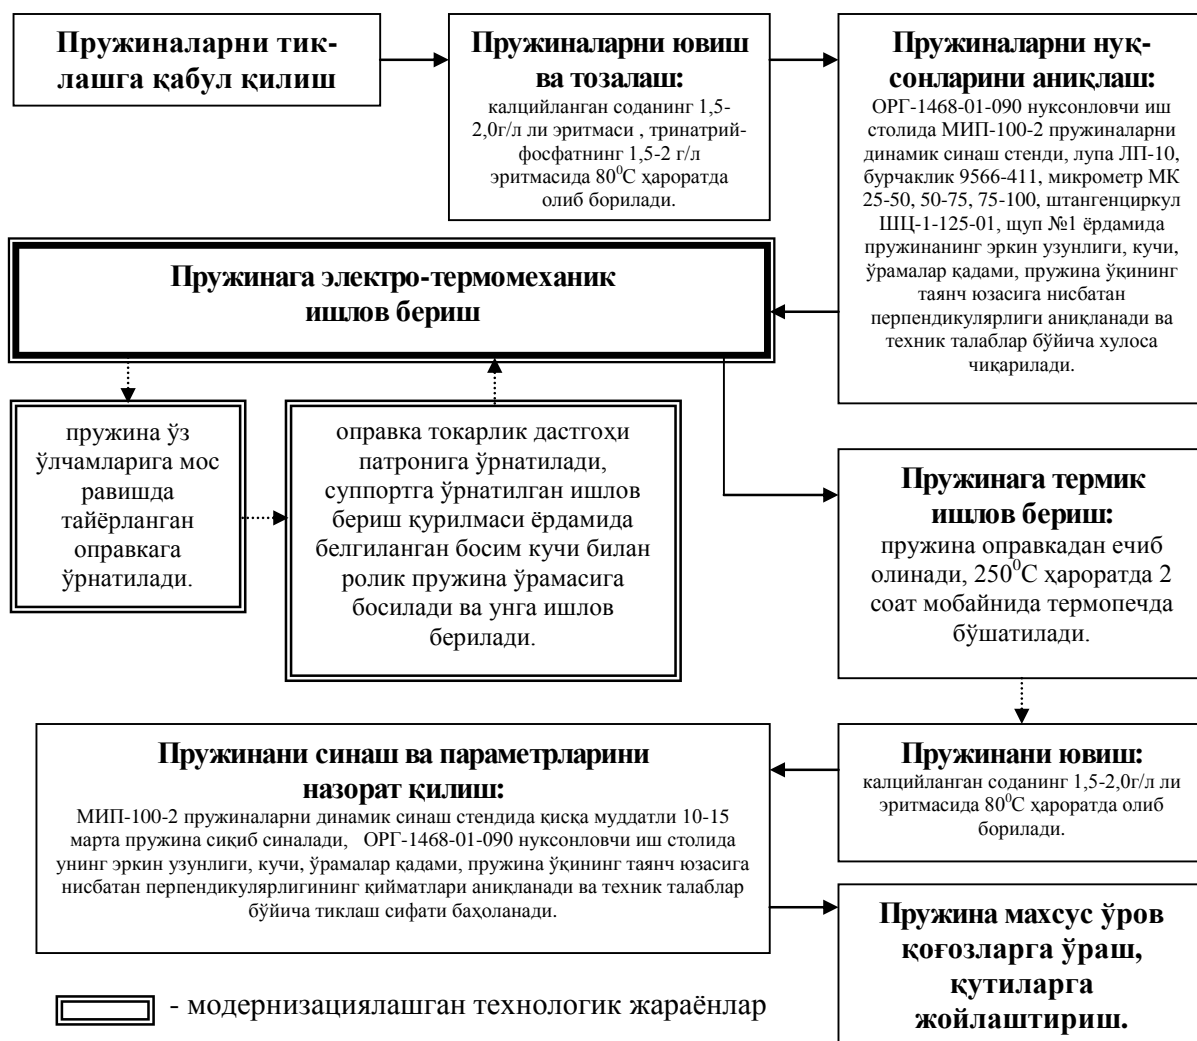 Пружиналарни тик-
лашга қабул қилиш
Пружиналарни ювиш
ва тозалаш:
калцийланган соданинг 1,5-
2,0г/л ли эритмаси , тринатрий-
фосфатнинг 1,5-2 г/л
эритмасида 80⁰С ҳароратда
олиб борилади.
Пружиналарни нуқ-
сонларини аниқлаш:
ОРГ-1468-01-090 нуксонловчи иш
столида МИП-100-2 пружиналарни
динамик синаш стенди, лупа ЛП-10,
бурчаклик 9566-411, микрометр МК
25-50, 50-75, 75-100, штангенциркул
ШЦ-1-125-01, щуп №1 ёрдамида
пружинанинг эркин узунлиги, кучи,
ўрамалар қадами, пружина ўқининг
таянч юзасига нисбатан
перпендикулярлиги аниқланади ва
техник талаблар бўйича хулоса
чиқарилади.
Пружинага электро-термомеханик
ишлов бериш
пружина ўз
ўлчамларига мос
равишда
тайёрланган
оправкага
ўрнатилади.
оправка токарлик дастгоҳи
патронига ўрнатилади,
суппортга ўрнатилган ишлов
бериш қурилмаси ёрдамида
белгиланган босим кучи билан
ролик пружина ўрамасига
босилади ва унга ишлов
берилади.
Пружинага термик
ишлов бериш:
пружина оправкадан ечиб
олинади, 250⁰С ҳароратда 2
соат мобайнида термопечда
бўшатилади.
Пружинани ювиш:
калцийланган соданинг 1,5-2,0г/л ли
эритмасида 80⁰С ҳароратда олиб
борилади.
Пружинани синаш ва параметрларини
назорат қилиш:
МИП-100-2 пружиналарни динамик синаш стендида қисқа муддатли 10-15
марта пружина сиқиб синалади, ОРГ-1468-01-090 нуксонловчи иш столида
унинг эркин узунлиги, кучи, ўрамалар қадами, пружина ўқининг таянч юзасига
нисбатан перпендикулярлигининг қийматлари аниқланади ва техник талаблар
бўйича тиклаш сифати баҳоланади.
Пружина махсус ўров
қоғозларга ўраш,
қутиларга
жойлаштириш.
- модернизациялашган технологик жараёнлар